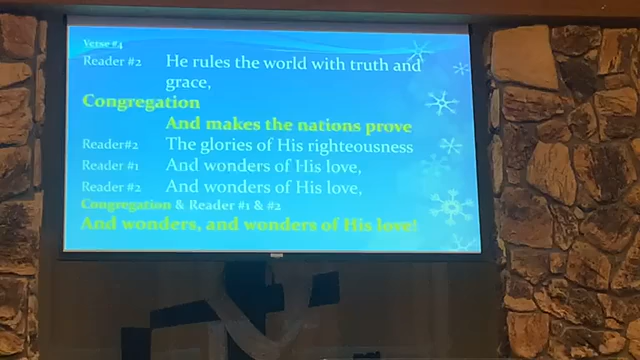 Verse #4
Reader #2 He rules the world with truth and
grace,
Congregation
And makes the nations prove
Reader#2 The glories of His righteousness
Reader #1 And wonders of His love,
Reader #2 And wonders of His love,
Congregation & Reader #1 & #2
And wonders, and wonders of His love!